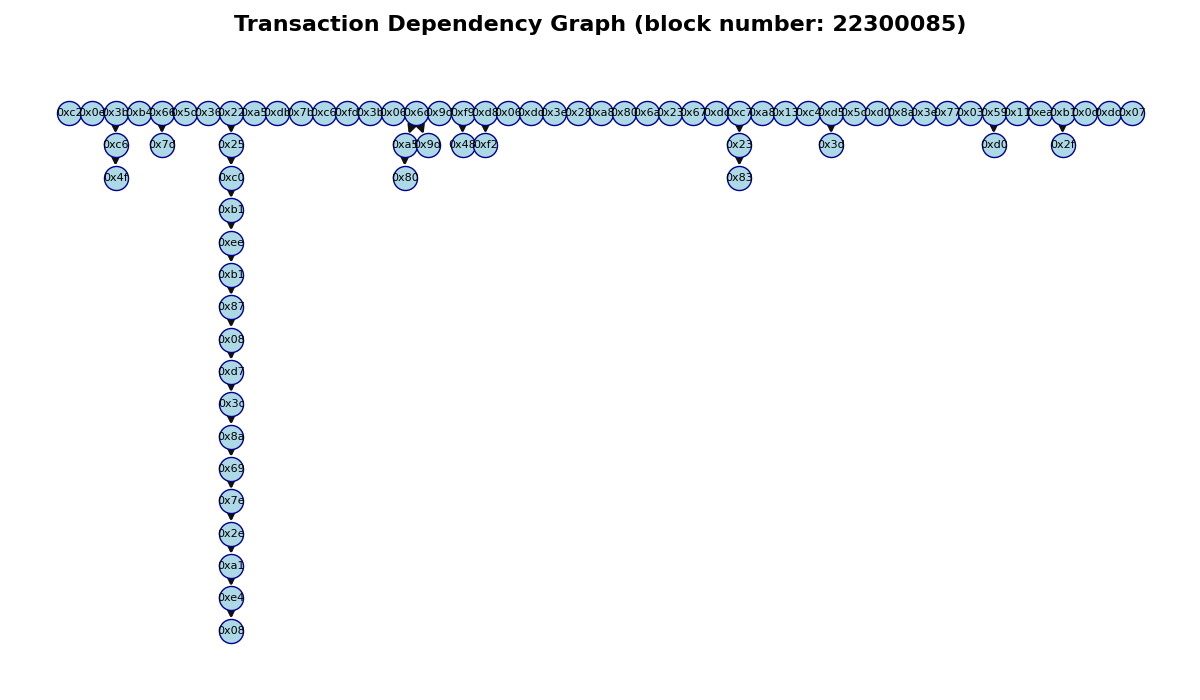 Transaction Dependency Graph (block number: 22300085)
0xc2 0x0e 0x3b 0xb4 0x66 0x5d 0x36 0x22 0xa5 0xdb 0x7b 0xc6 0xfd 0x3b 0x06 0x6c 0x9d 0xf9 0xd8 0x06 0xdd 0x3e 0x28 0xa8 0x80 0x6a 0x23 0x67 0xdc 0xc7 0xa8 0x13 0xc4 0xd5 0x5c 0xd0 0x8a 0x3e 0x77 0x03 0x59 0x11 0xea 0xb1 0x0c 0xdd 0x07
0xc6 0x7d 0x25 0xa5 0x9d 0x48 0xf2 0x23 0x3d 0xd0 0x2f
0x4f 0xc0 0x80 0x83
0xb1
0xee
0xb1
0x87
0x08
0xd7
0x3c
0x8a
0x69
0x7e
0x2e
0xa1
0xe4
0x08